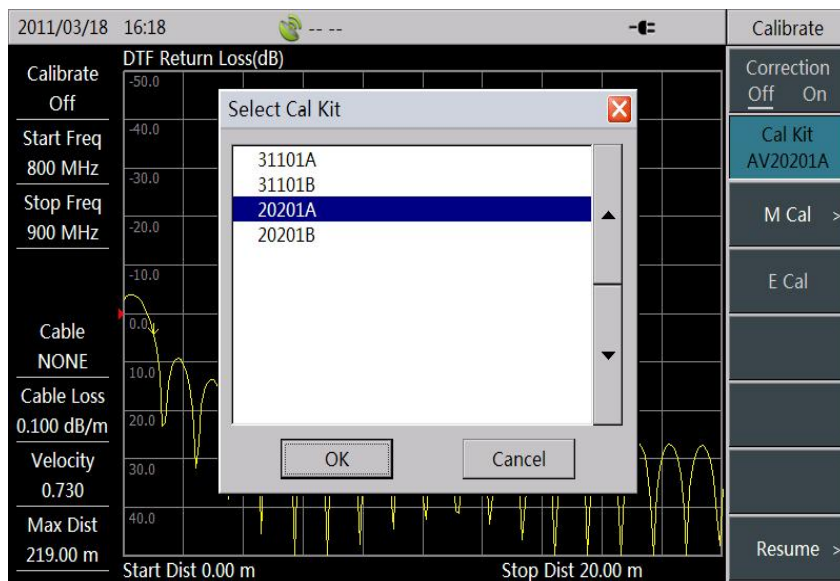 2011/03/18 16:18 -- -- Calibrate
Calibrate
Off
Start Freq
800 MHz
Stop Freq
900 MHz
Cable
NONE
Cable Loss
0.100 dB/m
Velocity
0.730
Max Dist
219.00 m
DTF Return Loss(dB)
-50.0
-40.0
-30.0
-20.0
-10.0
0.0
10.0
20.0
30.0
40.0
Start Dist 0.00 m Stop Dist 20.00 m
Select Cal Kit
31101A
31101B
20201A
20201B
OK Cancel
Correction
Off On
Cal Kit
AV20201A
M Cal >
E Cal
Resume >